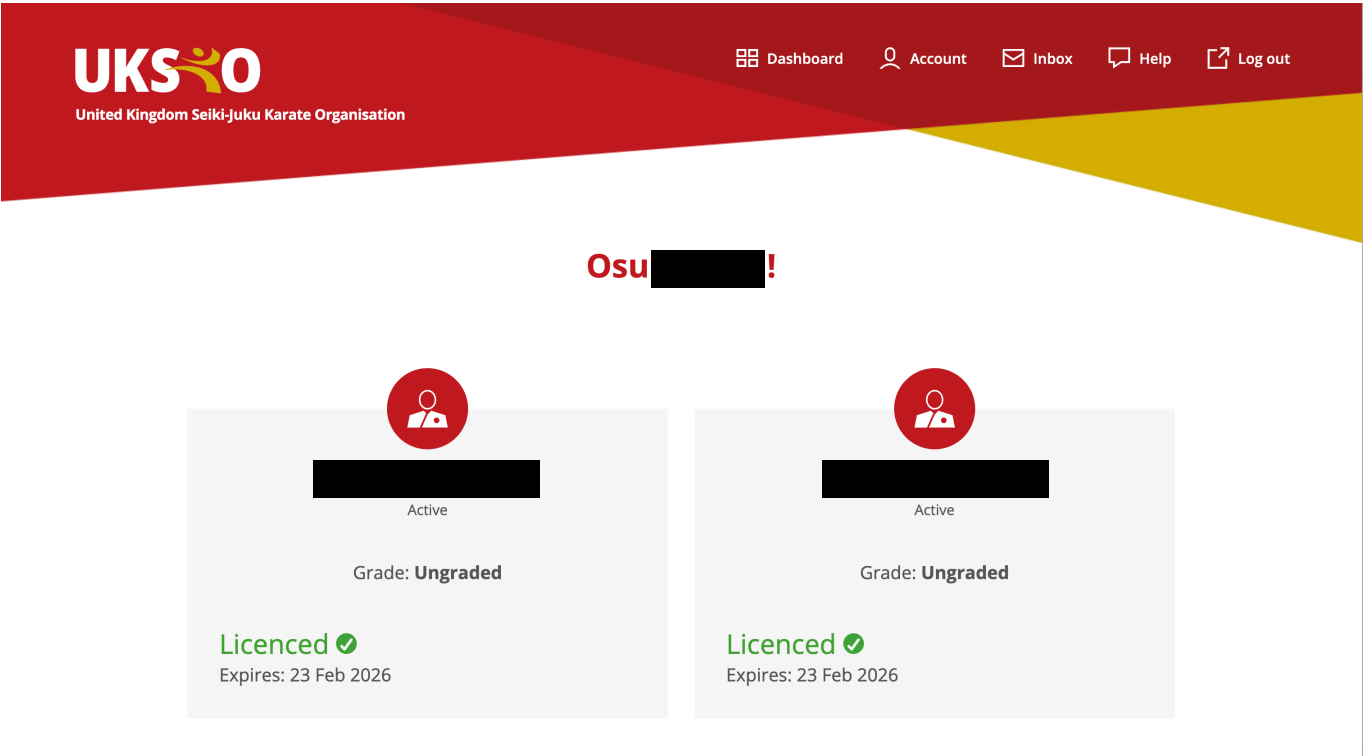 UKSKO
United Kingdom Seiki-Juku Karate Organisation
Dashboard
Account
Inbox
Help
Log out
Osu !
Active
Grade: Ungraded
Licenced
Expires: 23 Feb 2026
Active
Grade: Ungraded
Licenced
Expires: 23 Feb 2026